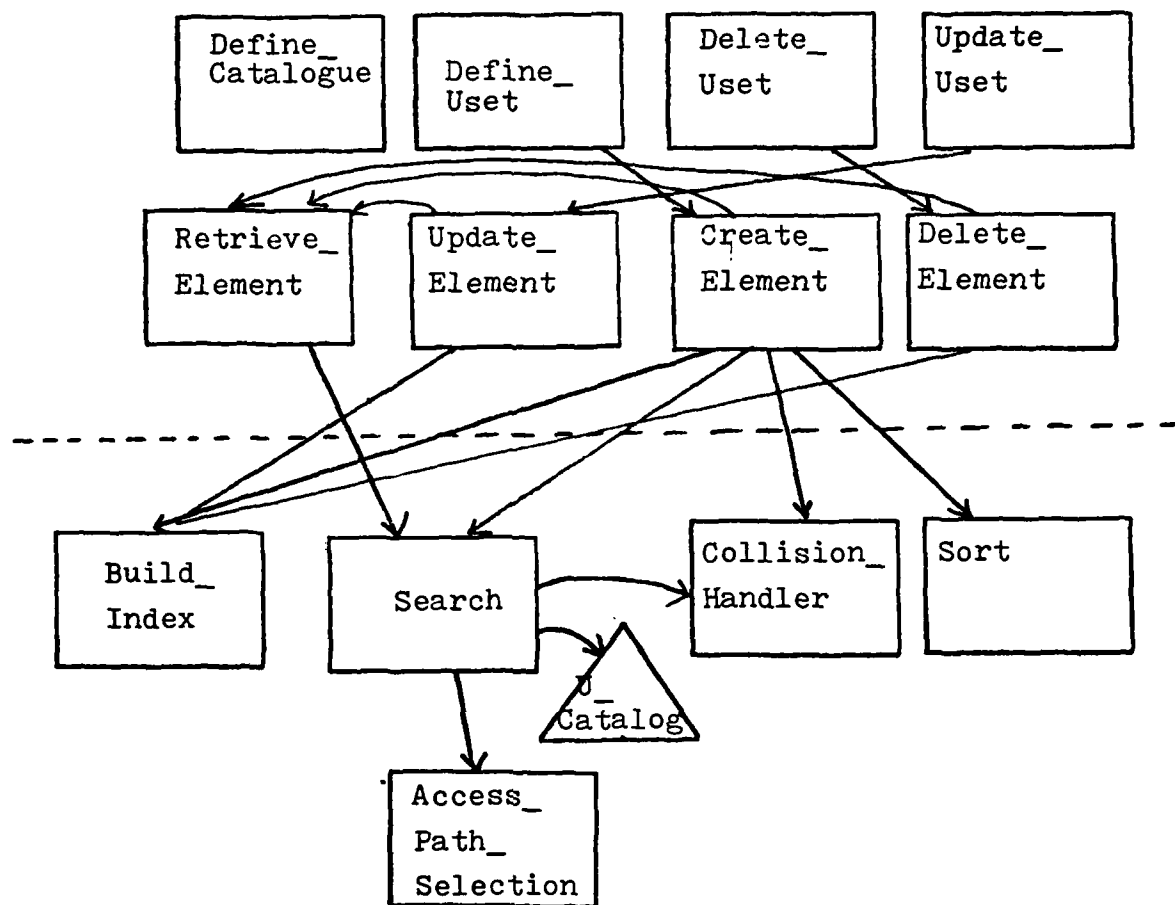 Define_
Catalogue
Define_
Uset
Delete_
Uset
Update_
Uset
Retrieve_
Element
Update_
Element
Create_
Element
Delete_
Element
Build_
Index
Search
Collision_
Handler
Sort
U_
Catalog
Access_
Path_
Selection